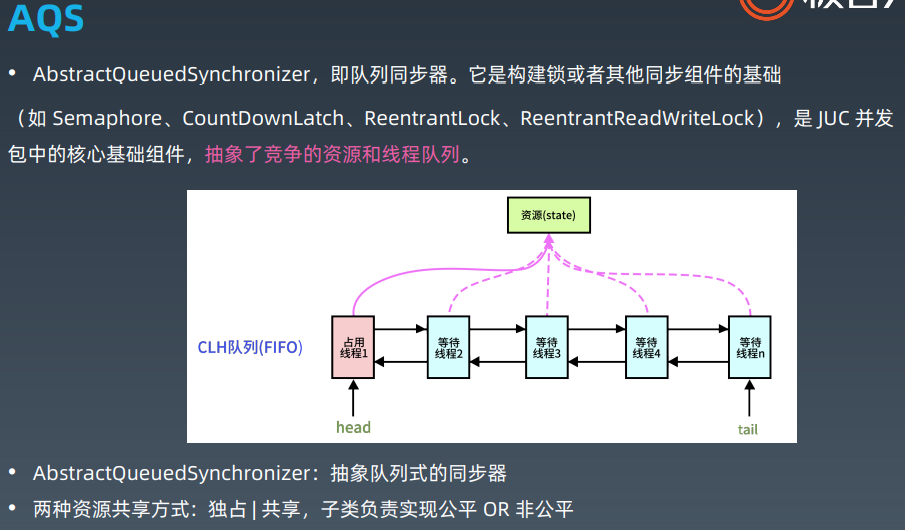 AQS
• AbstractQueuedSynchronizer，即队列同步器。它是构建锁或者其他同步组件的基础
（如 Semaphore、CountDownLatch、ReentrantLock、ReentrantReadWriteLock），是 JUC 并发
包中的核心基础组件，抽象了竞争的资源和线程队列。
资源(state)
CLH队列(FIFO)
占用
线程1
等待
线程2
等待
线程3
等待
线程4
等待
线程n
head
tail
• AbstractQueuedSynchronizer：抽象队列式的同步器
• 两种资源共享方式：独占 | 共享，子类负责实现公平 OR 非公平